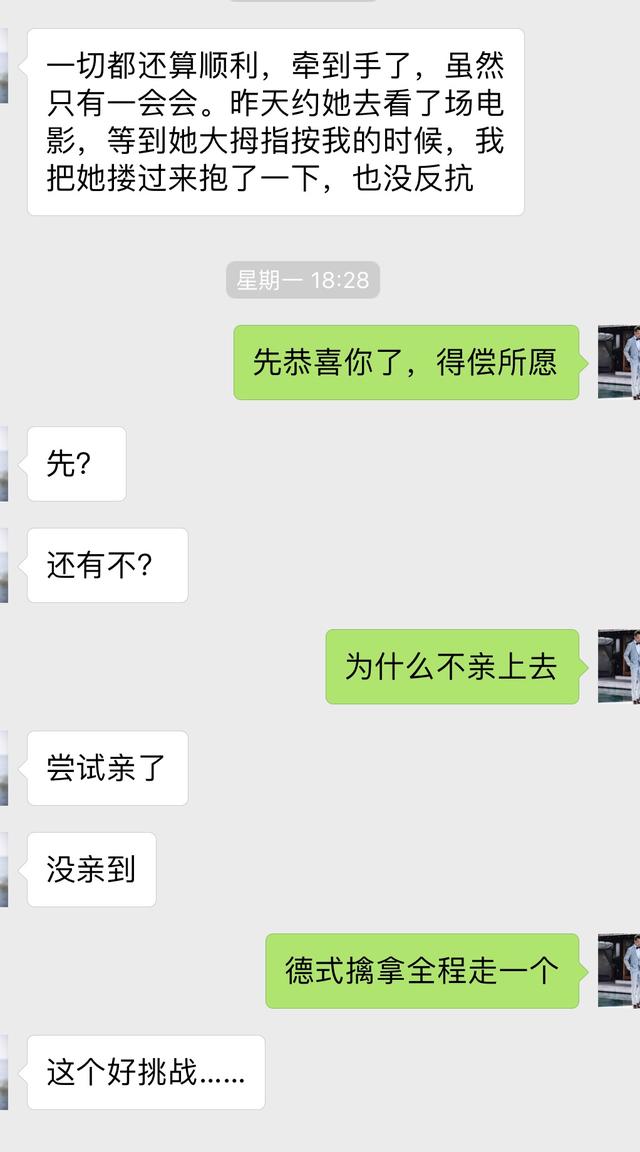 一切都还算顺利，牵到手了，虽然
只有一会会。昨天约她去看了场电
影，等到她大拇指按我的时候，我
把她搂过来抱了一下，也没反抗
星期一 18:28
先恭喜你了，得偿所愿
先？
还有不？
为什么不亲上去
尝试亲了
没亲到
德式擒拿全程走一个
这个好挑战……